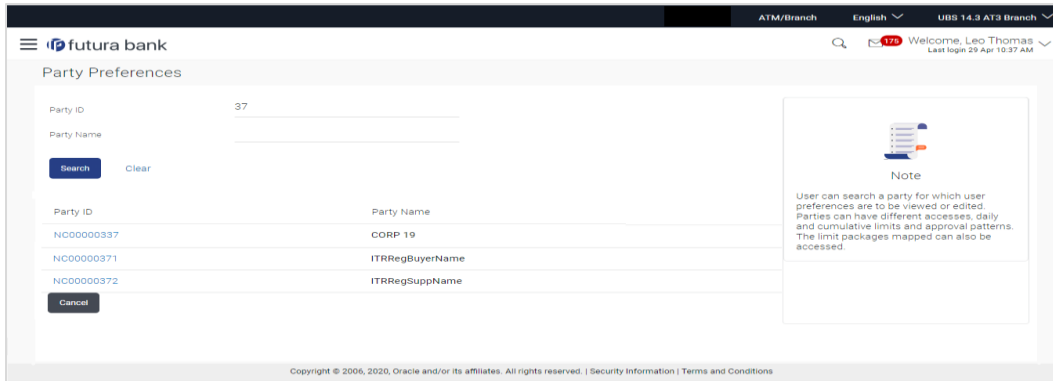 ATM/Branch English UBS 14.3 AT3 Branch
futura bank 175 Welcome, Leo Thomas
Last login 29 Apr 10:37 AM
Party Preferences
Party ID 37
Party Name
Search Clear
Party ID Party Name
NC00000337 CORP 19
NC00000371 ITRRegBuyerName
NC00000372 ITRRegSuppName
Cancel
Note
User can search a party for which user
preferences are to be viewed or edited.
Parties can have different accesses, daily
and cumulative limits and approval patterns.
The limit packages mapped can also be
accessed.
Copyright © 2006, 2020, Oracle and/or its affiliates. All rights reserved. | Security Information | Terms and Conditions